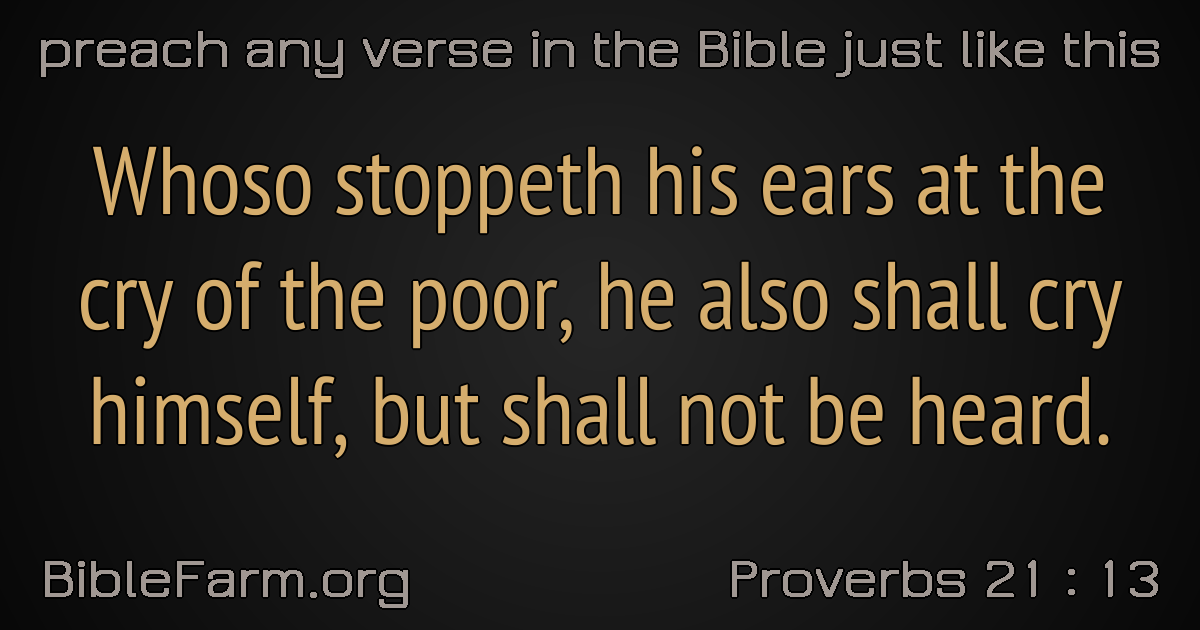 preach any verse in the Bible just like this
Whoso stoppeth his ears at the
cry of the poor, he also shall cry
himself, but shall not be heard.
BibleFarm.org
Proverbs 21 : 13